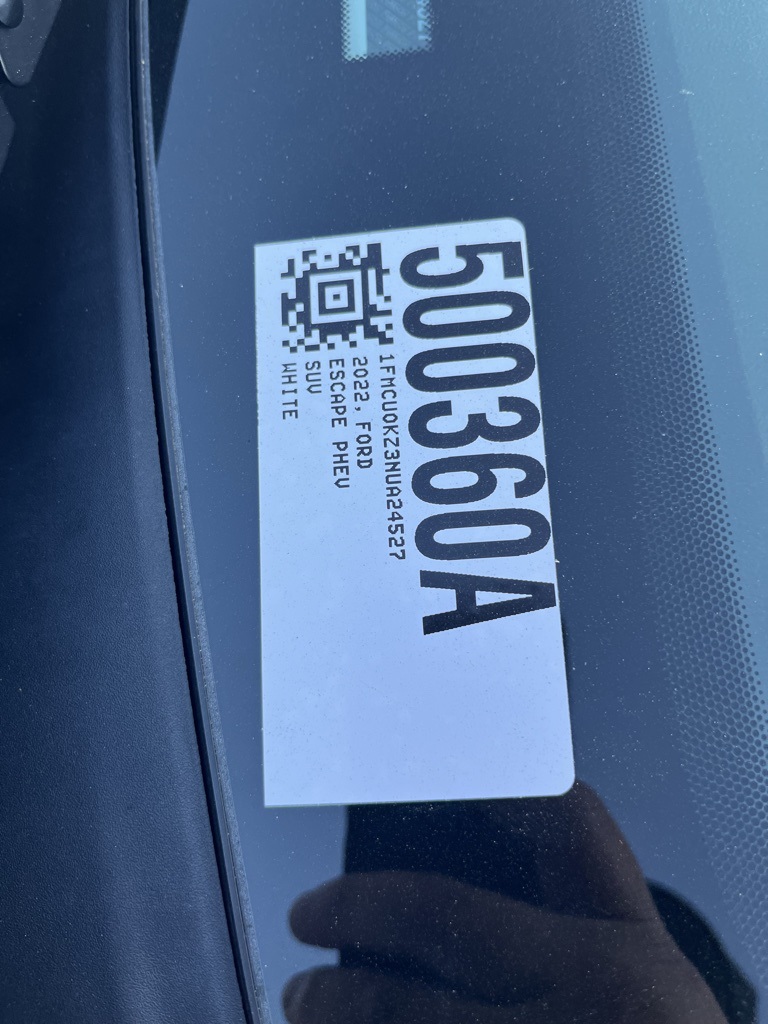 500360A
1FMCU0KZ3NUA24527
2022, FORD
ESCAPE PHEV
SUV
WHITE